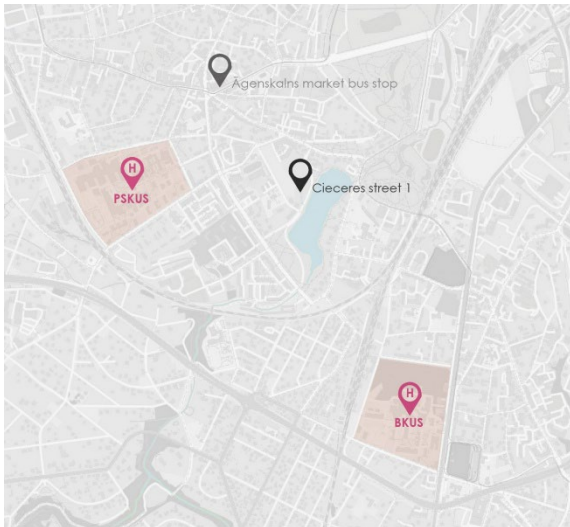 Āgenskalns market bus stop
H
PSKUS
Cieceres street 1
H
BKUS